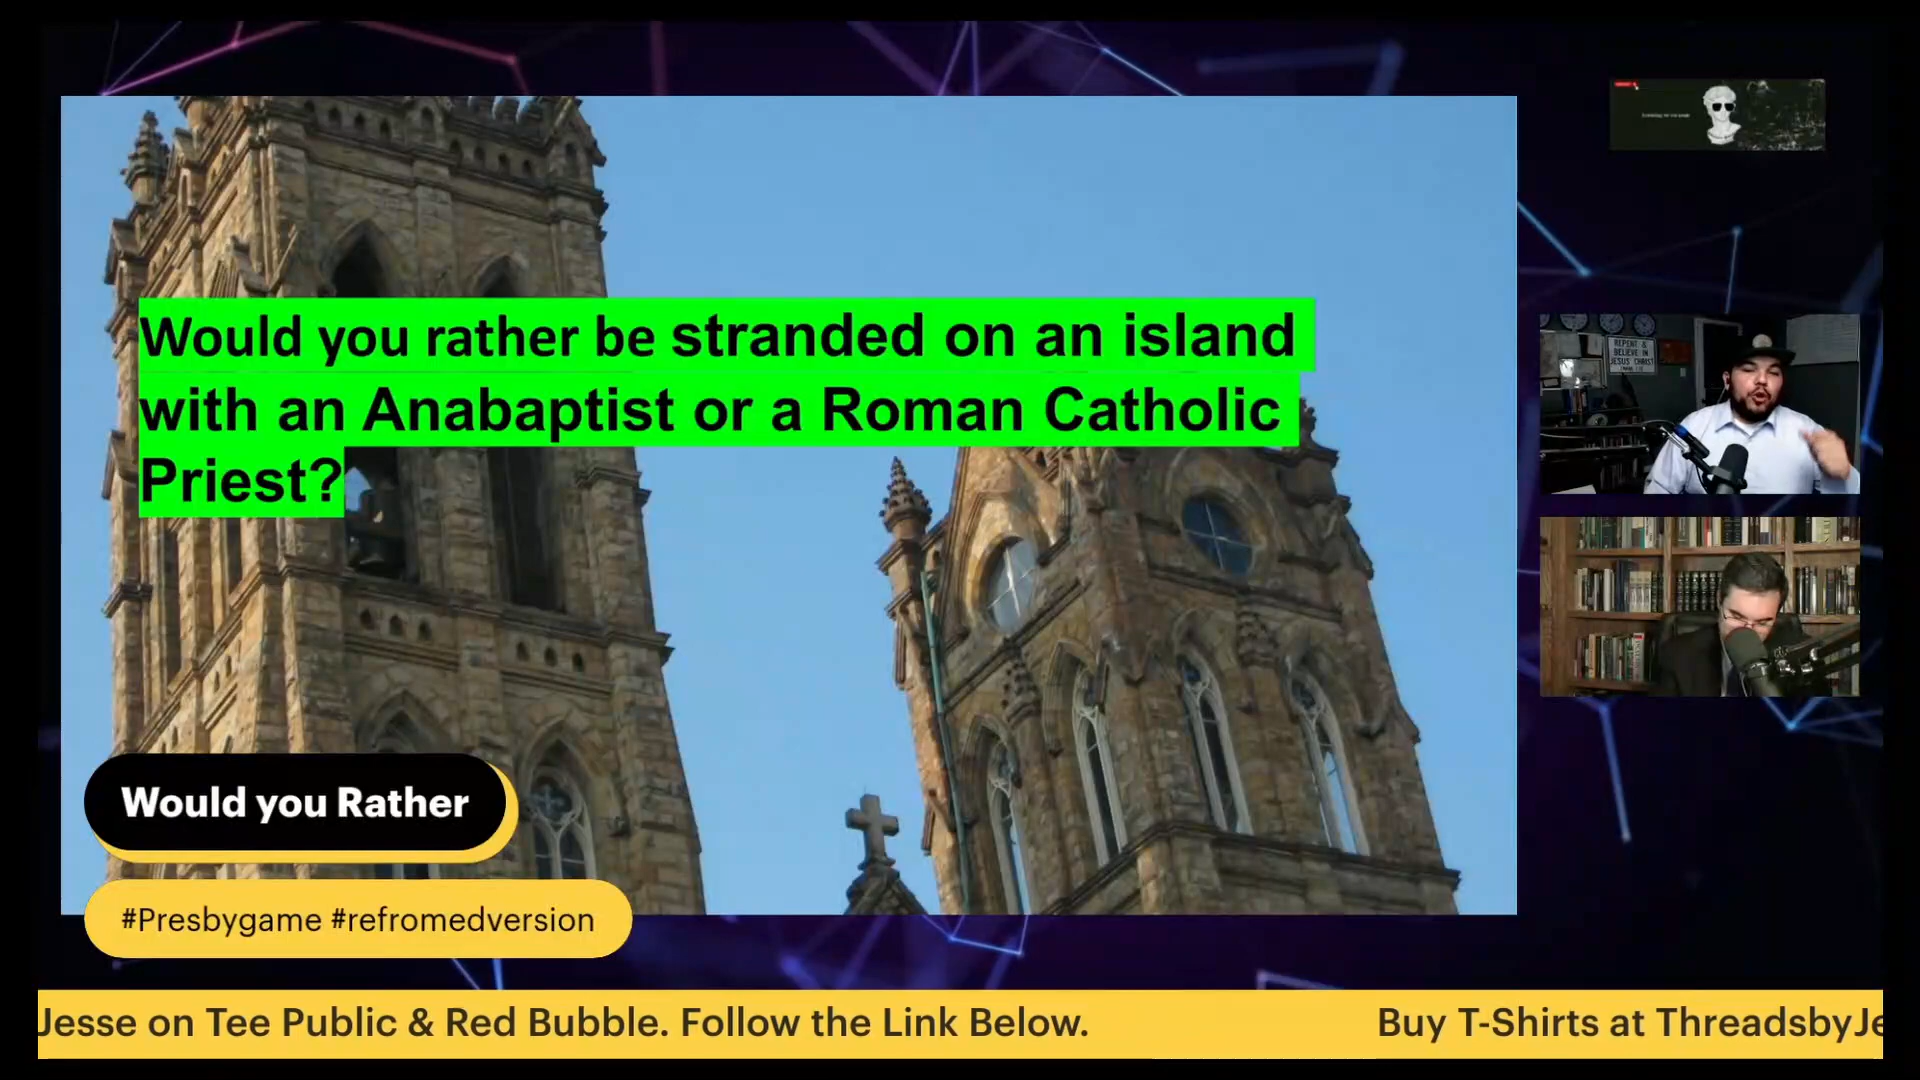 Would you rather be stranded on an island
with an Anabaptist or a Roman Catholic
Priest?
REPENT &
BELIEVE IN
JESUS CHRIST
Would you Rather
#Presbygame #refromedversion
Jesse on Tee Public & Red Bubble. Follow the Link Below. Buy T-Shirts at ThreadsbyJe